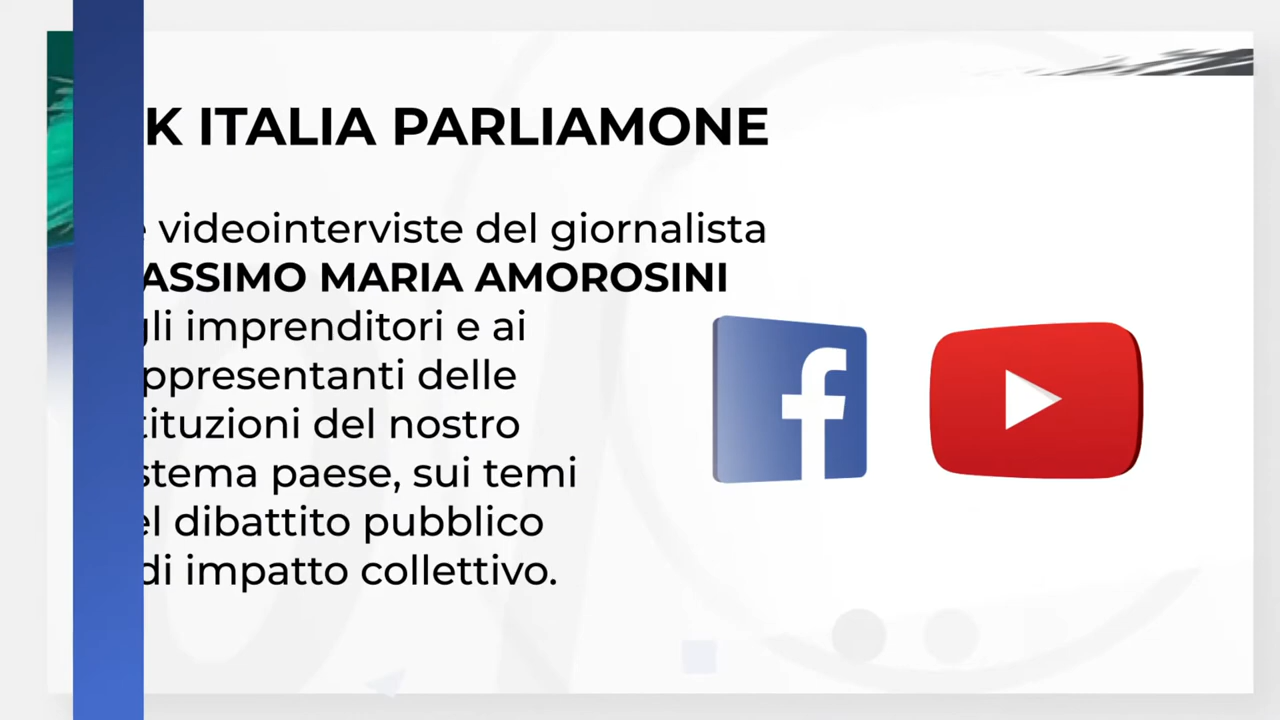 K ITALIA PARLIAMONE
videointerviste del giornalista
ASSIMO MARIA AMOROSINI
gli imprenditori e ai
ppresentanti delle
tituzioni del nostro
stema paese, sui temi
el dibattito pubblico
di impatto collettivo.
f